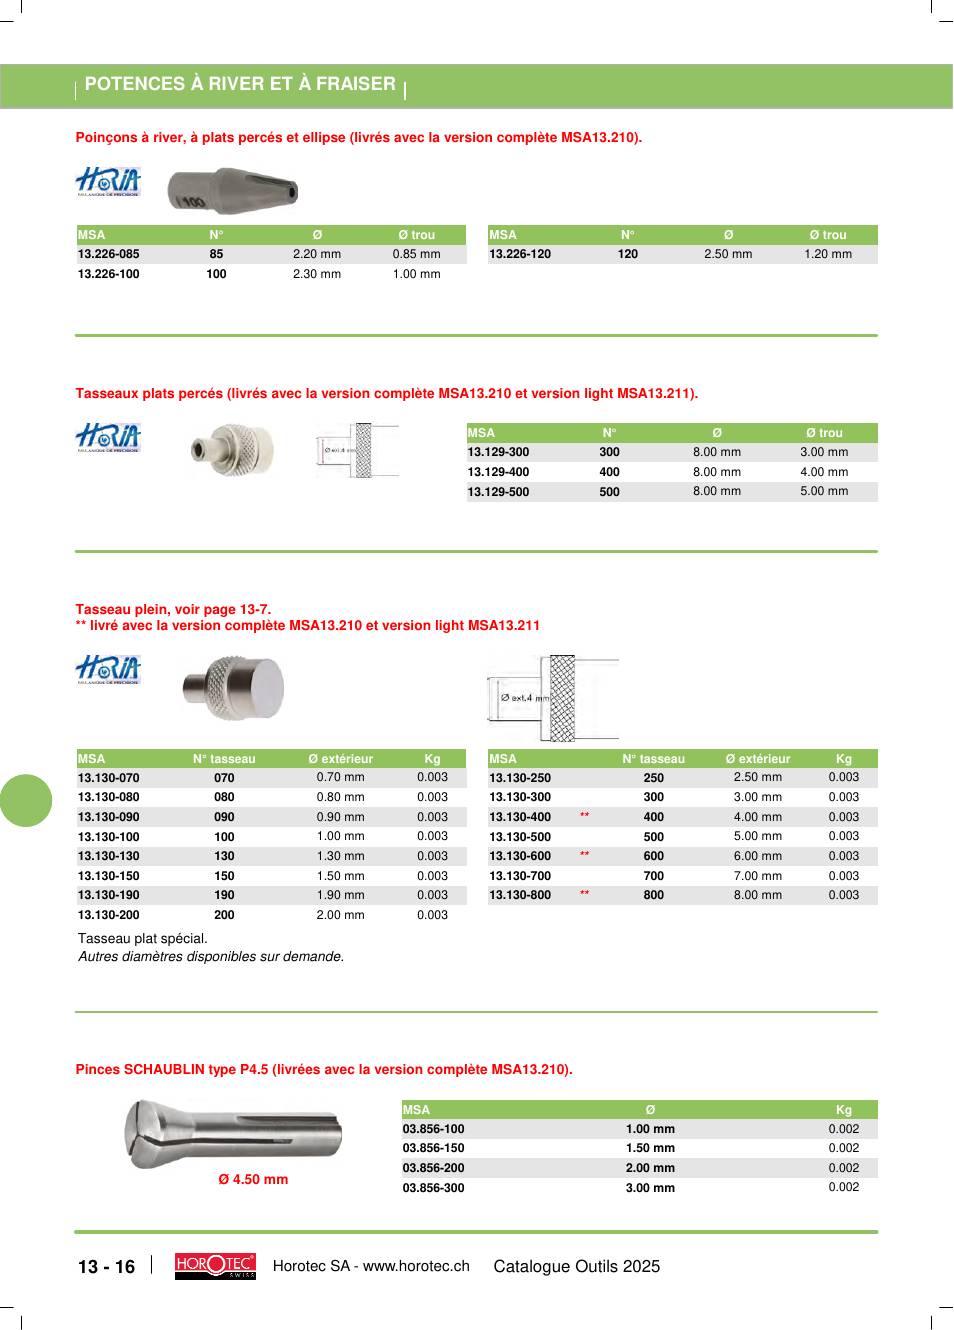 POTENCES À RIVER ET À FRAISER
Poinçons à river, à plats percés et ellipse (livrés avec la version complète MSA13.210).
HORIA
100
MSA N° Ø Ø trou
13.226-085 85 2.20 mm 0.85 mm
13.226-100 100 2.30 mm 1.00 mm
MSA N° Ø Ø trou
13.226-120 120 2.50 mm 1.20 mm
Tasseaux plats percés (livrés avec la version complète MSA13.210 et version light MSA13.211).
HORIA
Ø ext.4 mm
MSA N° Ø Ø trou
13.129-300 300 8.00 mm 3.00 mm
13.129-400 400 8.00 mm 4.00 mm
13.129-500 500 8.00 mm 5.00 mm
Tasseau plein, voir page 13-7.
** livré avec la version complète MSA13.210 et version light MSA13.211
HORIA
Ø ext.4 mm
MSA N° tasseau Ø extérieur Kg
13.130-070 070 0.70 mm 0.003
13.130-080 080 0.80 mm 0.003
13.130-090 090 0.90 mm 0.003
13.130-100 100 1.00 mm 0.003
13.130-130 130 1.30 mm 0.003
13.130-150 150 1.50 mm 0.003
13.130-190 190 1.90 mm 0.003
13.130-200 200 2.00 mm 0.003
MSA N° tasseau Ø extérieur Kg
13.130-250 250 2.50 mm 0.003
13.130-300 300 3.00 mm 0.003
13.130-400 ** 400 4.00 mm 0.003
13.130-500 500 5.00 mm 0.003
13.130-600 ** 600 6.00 mm 0.003
13.130-700 700 7.00 mm 0.003
13.130-800 ** 800 8.00 mm 0.003
Tasseau plat spécial.
Autres diamètres disponibles sur demande.
Pinces SCHAUBLIN type P4.5 (livrées avec la version complète MSA13.210).
Ø 4.50 mm
MSA Ø Kg
03.856-100 1.00 mm 0.002
03.856-150 1.50 mm 0.002
03.856-200 2.00 mm 0.002
03.856-300 3.00 mm 0.002
13 - 16
HOROTEC
SWISS
Horotec SA - www.horotec.ch Catalogue Outils 2025